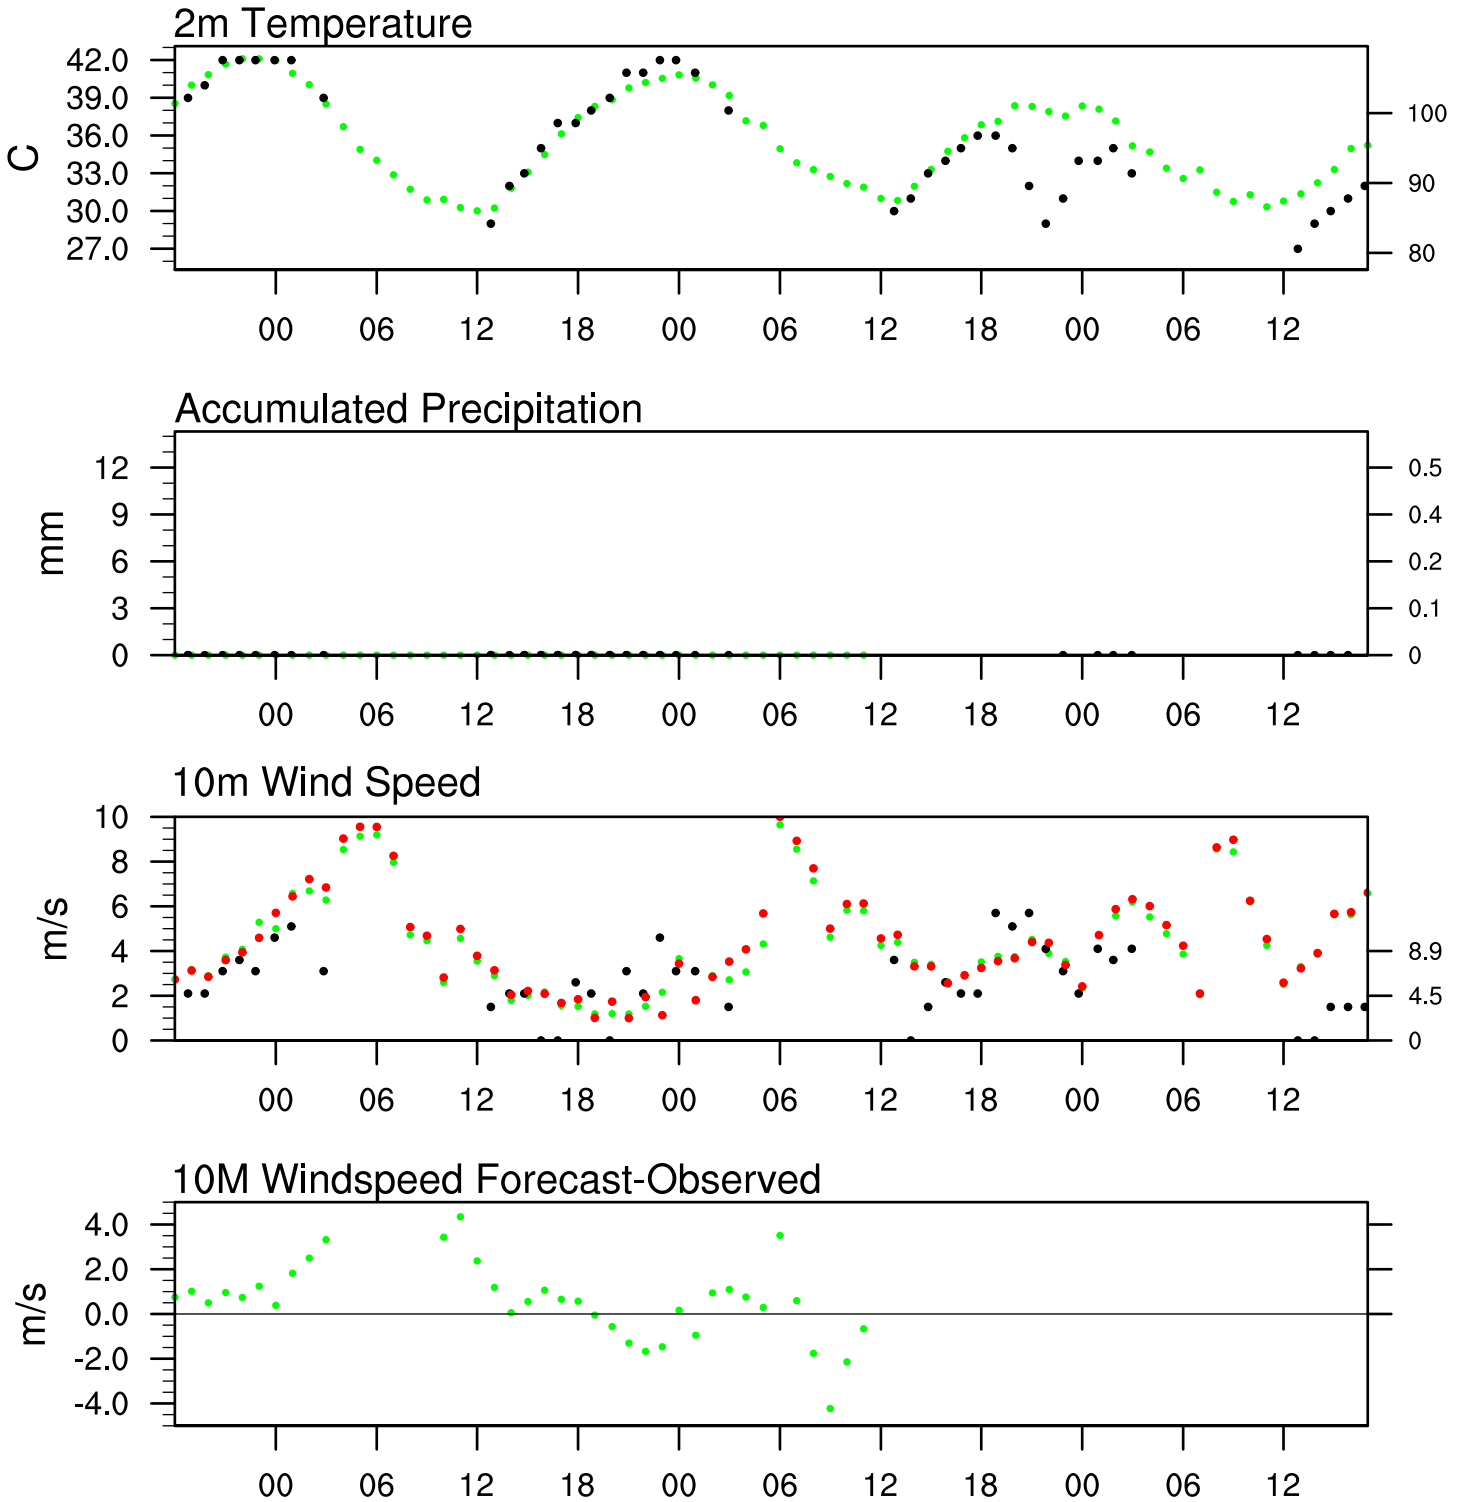 2m Temperature
42.0
39.0
36.0
33.0
30.0
27.0
C
100
90
80
00 06 12 18 00 06 12 18 00 06 12
Accumulated Precipitation
12
9
6
3
0
mm
0.5
0.4
0.2
0.1
0
00 06 12 18 00 06 12 18 00 06 12
10m Wind Speed
10
8
6
4
2
0
m/s
8.9
4.5
0
00 06 12 18 00 06 12 18 00 06 12
10M Windspeed Forecast-Observed
4.0
2.0
0.0
-2.0
-4.0
m/s
00 06 12 18 00 06 12 18 00 06 12